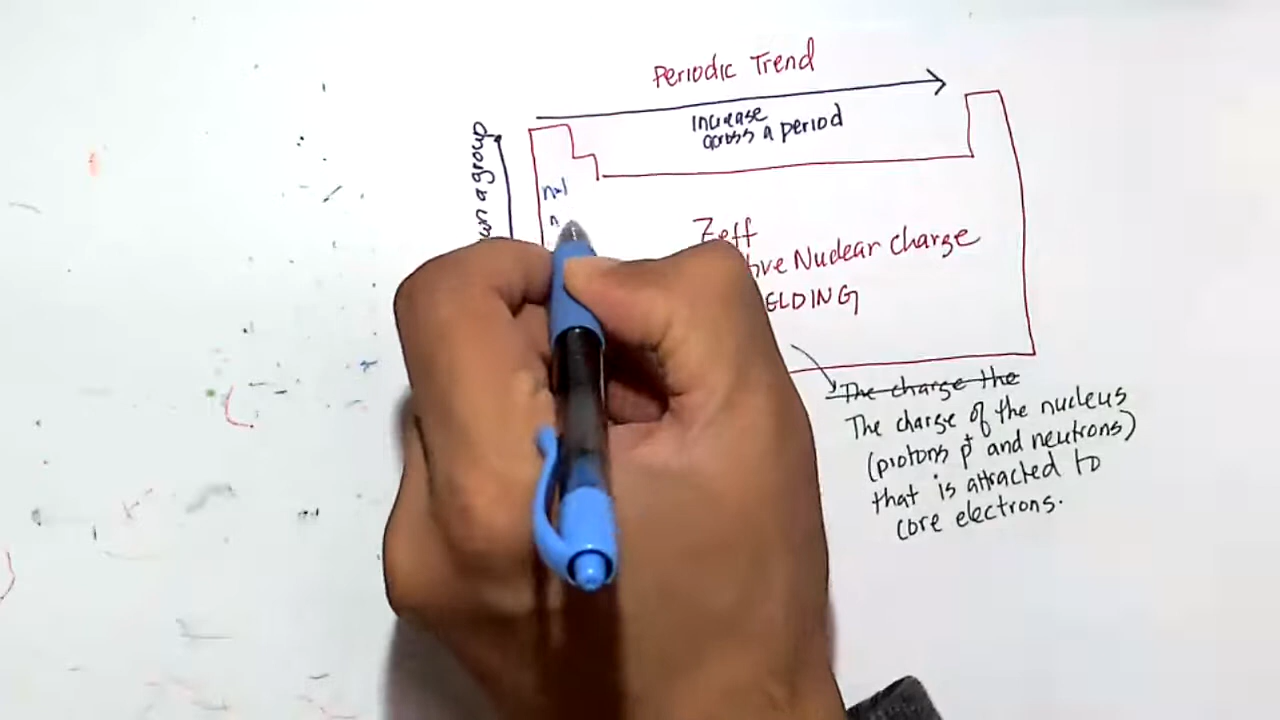 Periodic Trend
Increase
across a period
a group
n=1
n
Zeff
Nuclear Charge
The charge the
The charge of the nucleus
(protons p+ and neutrons)
that is attracted to
core electrons.